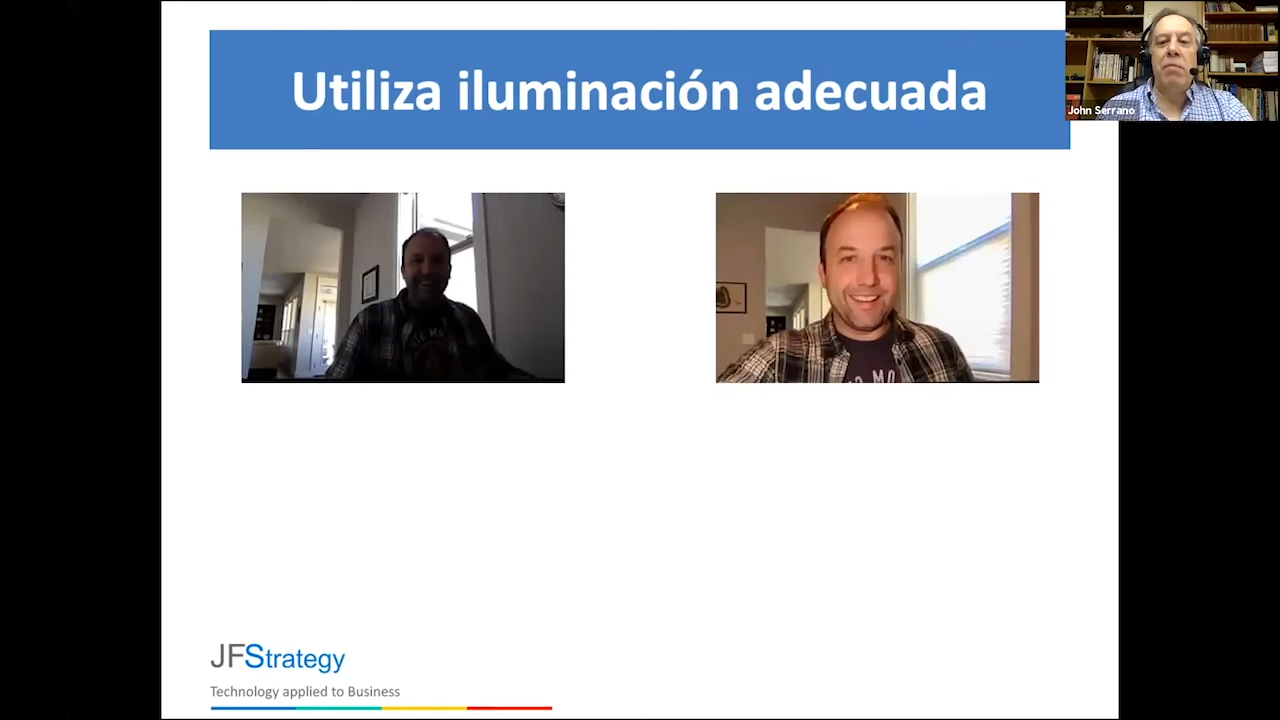 Utiliza iluminación adecuada
John Serrano
JFStrategy
Technology applied to Business